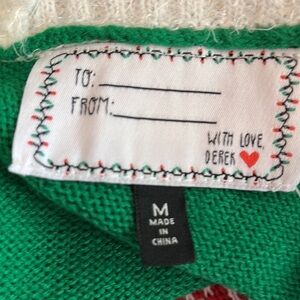 TO:
FROM:
WITH LOVE,
DEREK
M
MADE
IN
CHINA